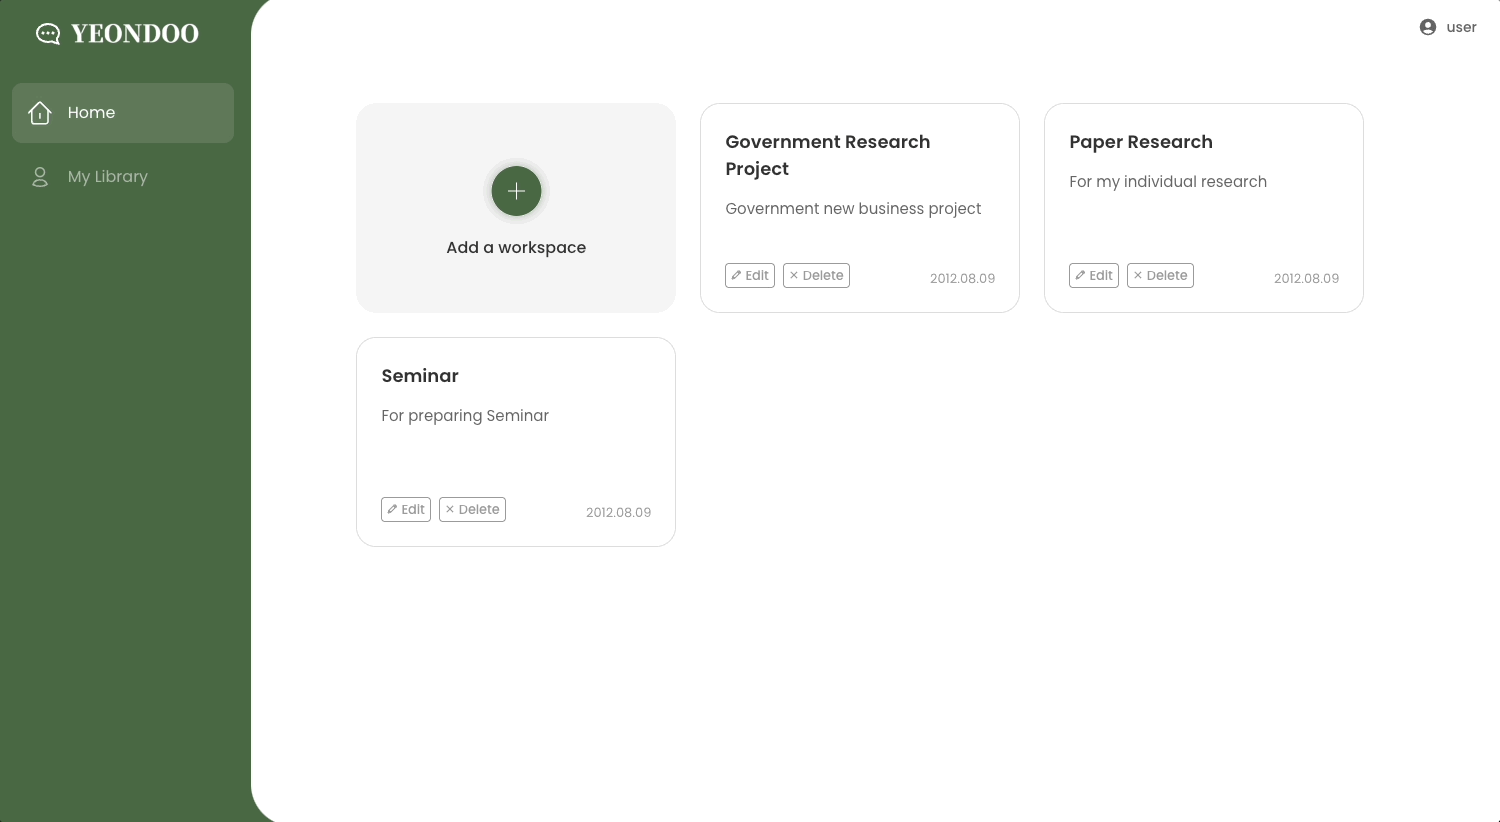 YEONDOO
user
Home
My Library
Add a workspace
Government Research
Project
Government new business project
Edit
Delete
2012.08.09
Paper Research
For my individual research
Edit
Delete
2012.08.09
Seminar
For preparing Seminar
Edit
Delete
2012.08.09